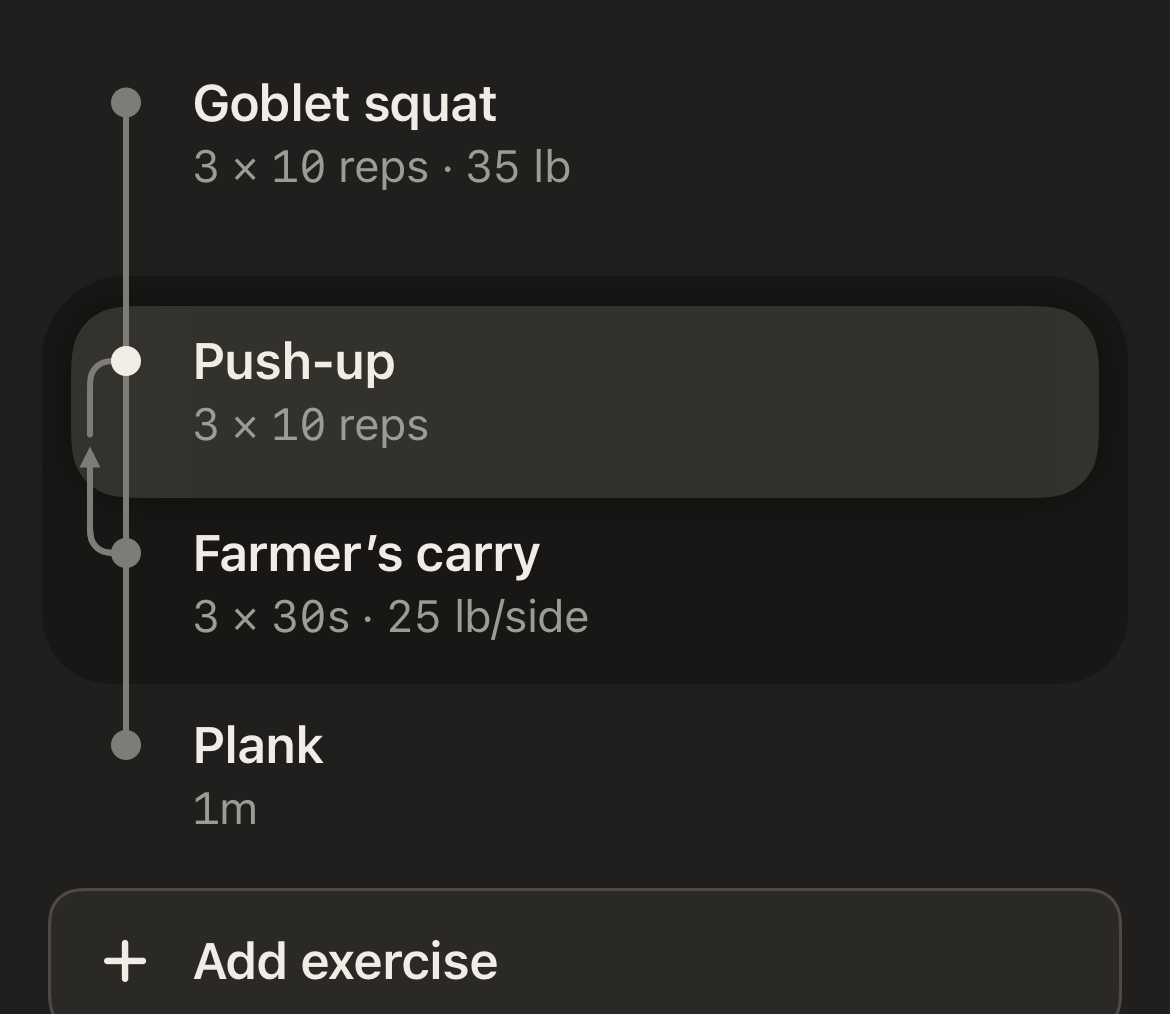 Goblet squat
3 × 10 reps · 35 lb
Push-up
3 × 10 reps
Farmer’s carry
3 × 30s · 25 lb/side
Plank
1m
Add exercise